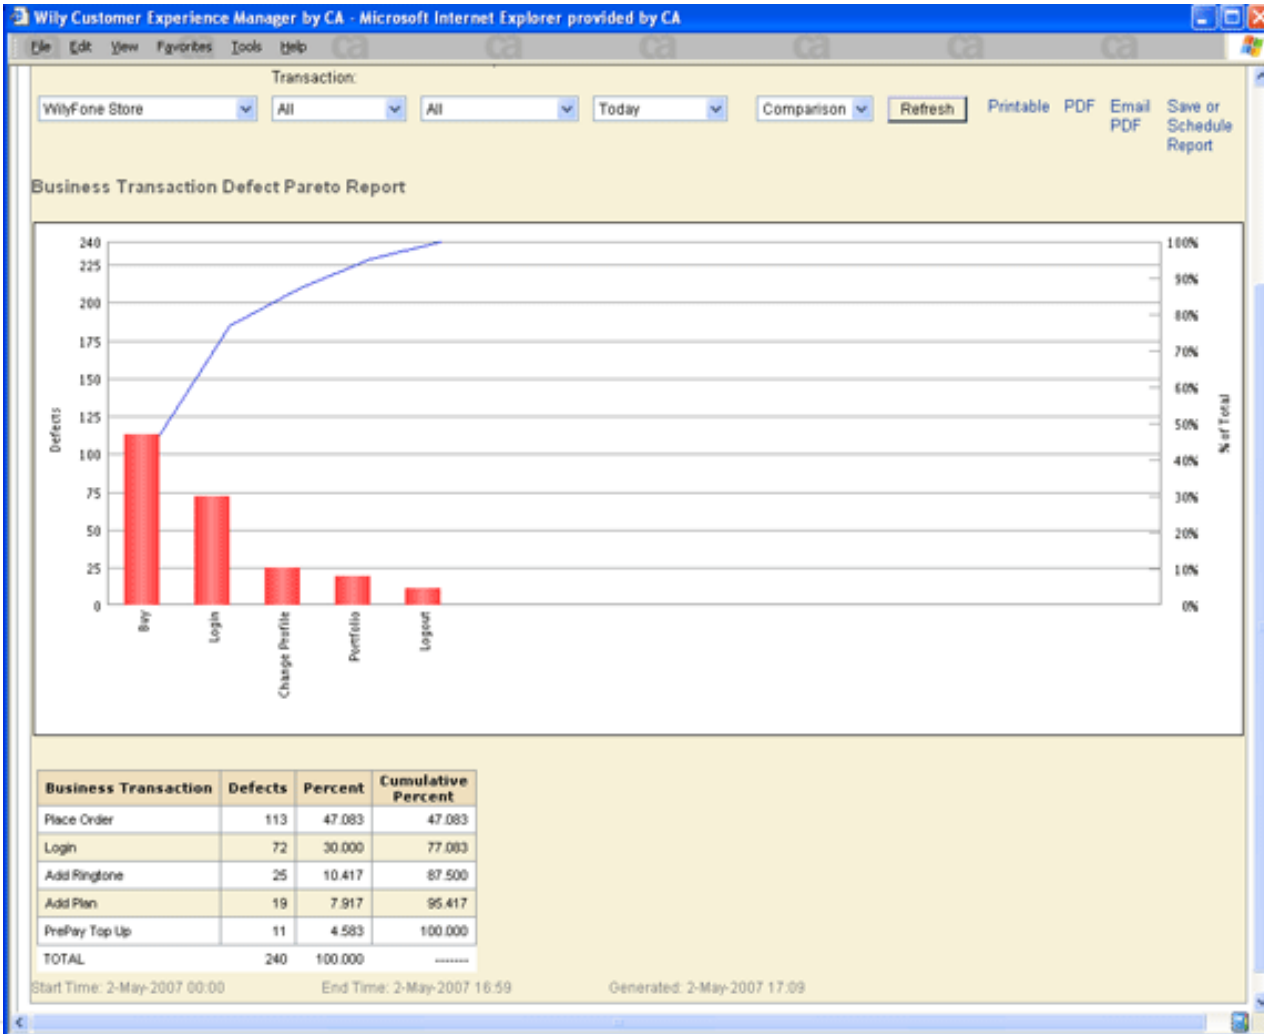 Wily Customer Experience Manager by CA - Microsoft Internet Explorer provided by CA
File Edit View Favorites Tools Help
ca ca ca ca ca ca
Transaction:
WilyFone Store All All Today Comparison Refresh Printable PDF Email PDF Save or Schedule Report
Business Transaction Defect Pareto Report
240
225
200
175
150
125
100
75
50
25
0
Defects
100%
90%
80%
70%
60%
50%
40%
30%
20%
10%
0%
% of Total
Buy
Login
Change Profile
Portfolio
Logout
Business Transaction Defects Percent Cumulative Percent
Place Order 113 47.083 47.083
Login 72 30.000 77.083
Add Ringtone 25 10.417 87.500
Add Plan 19 7.917 95.417
PrePay Top Up 11 4.583 100.000
TOTAL 240 100.000 -------
Start Time: 2-May-2007 00:00 End Time: 2-May-2007 16:59 Generated: 2-May-2007 17:09